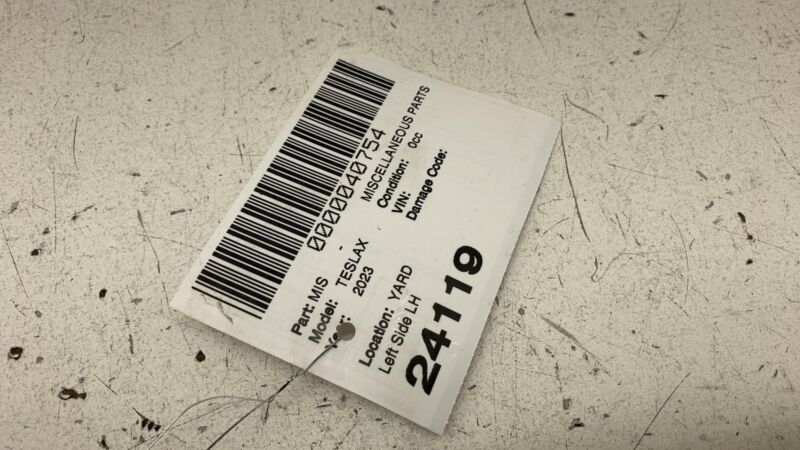 0000040754
Part: MIS - MISCELLANEOUS PARTS
Model: TESLAX Condition: 0cc
Year: 2023 VIN:
Damage Code:
Location: YARD
Left Side LH
24119